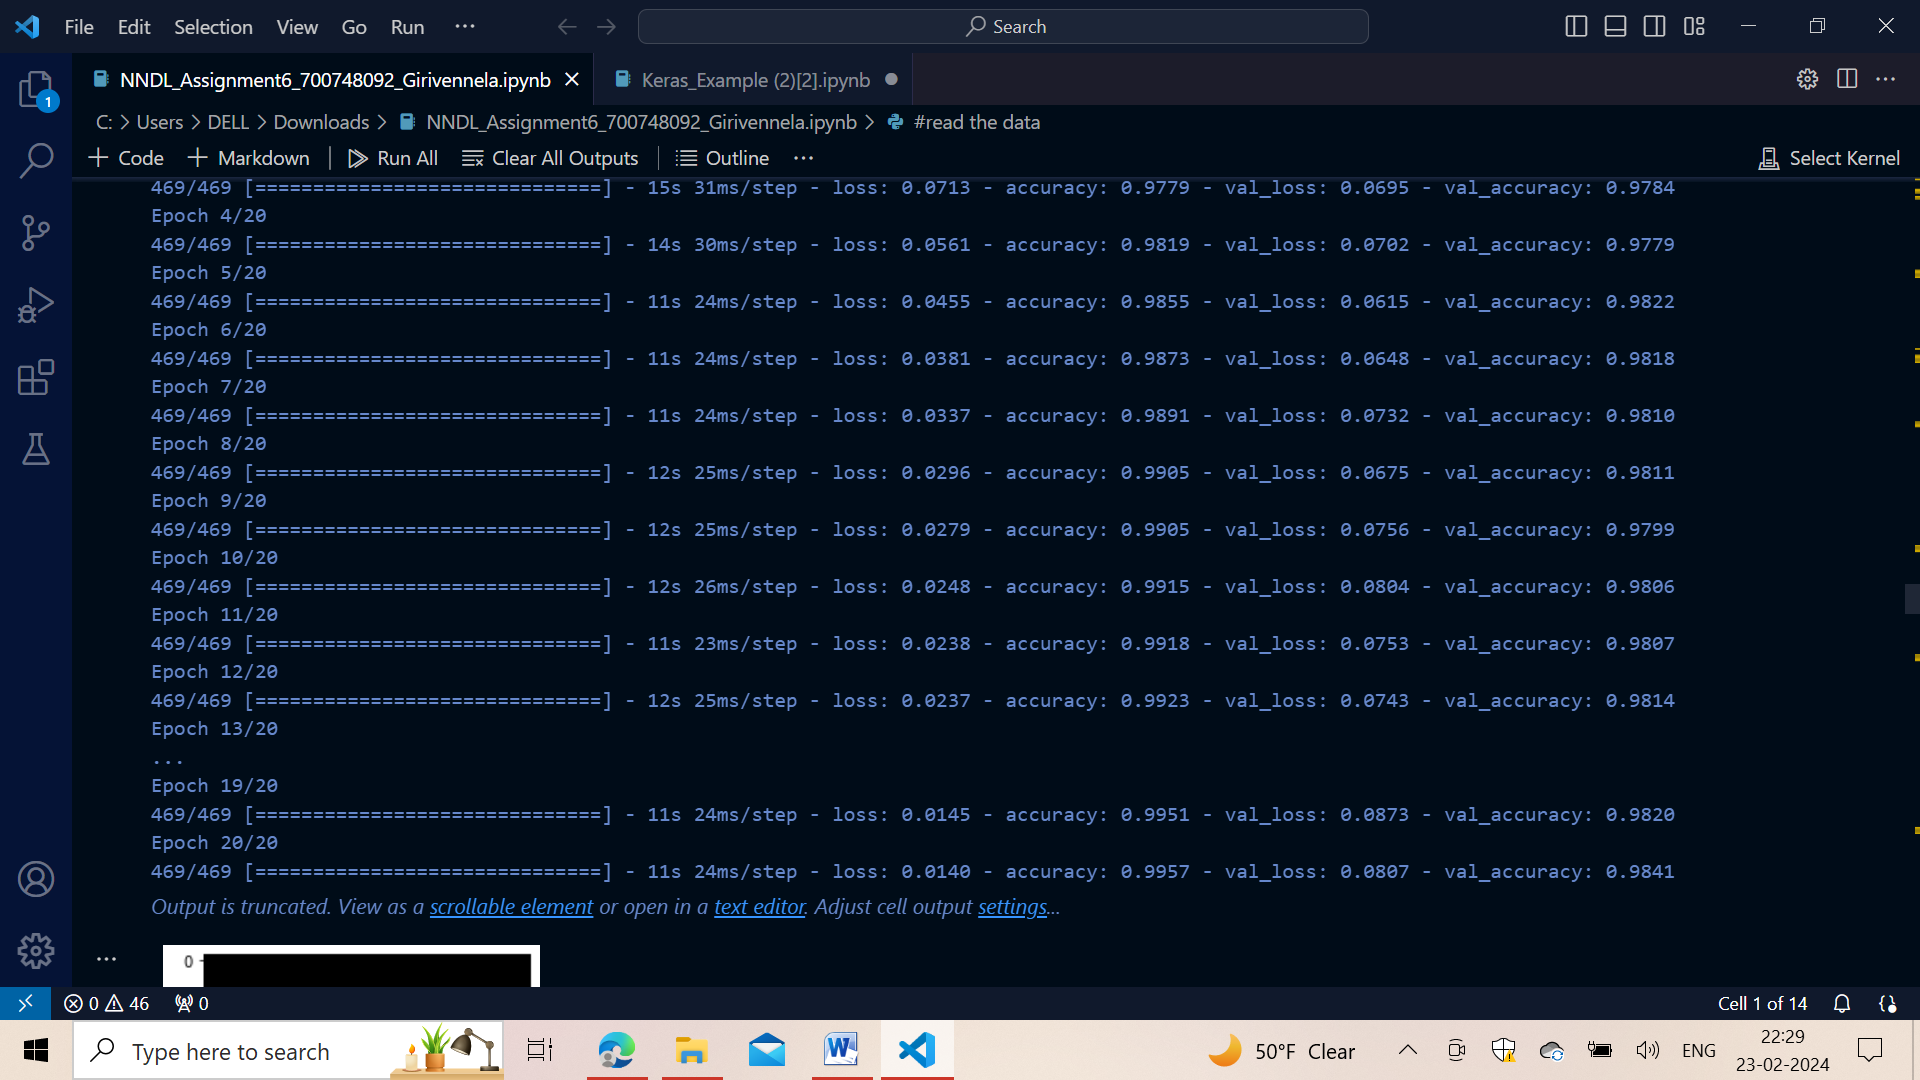 File Edit Selection View Go Run ··· Search
NNDL_Assignment6_700748092_Girivennela.ipynb Keras_Example (2)[2].ipynb
1
C: > Users > DELL > Downloads > NNDL_Assignment6_700748092_Girivennela.ipynb > #read the data
+ Code + Markdown | Run All Clear All Outputs | Outline ··· Select Kernel
469/469 [==============================] - 15s 31ms/step - loss: 0.0713 - accuracy: 0.9779 - val_loss: 0.0695 - val_accuracy: 0.9784
Epoch 4/20
469/469 [==============================] - 14s 30ms/step - loss: 0.0561 - accuracy: 0.9819 - val_loss: 0.0702 - val_accuracy: 0.9779
Epoch 5/20
469/469 [==============================] - 11s 24ms/step - loss: 0.0455 - accuracy: 0.9855 - val_loss: 0.0615 - val_accuracy: 0.9822
Epoch 6/20
469/469 [==============================] - 11s 24ms/step - loss: 0.0381 - accuracy: 0.9873 - val_loss: 0.0648 - val_accuracy: 0.9818
Epoch 7/20
469/469 [==============================] - 11s 24ms/step - loss: 0.0337 - accuracy: 0.9891 - val_loss: 0.0732 - val_accuracy: 0.9810
Epoch 8/20
469/469 [==============================] - 12s 25ms/step - loss: 0.0296 - accuracy: 0.9905 - val_loss: 0.0675 - val_accuracy: 0.9811
Epoch 9/20
469/469 [==============================] - 12s 25ms/step - loss: 0.0279 - accuracy: 0.9905 - val_loss: 0.0756 - val_accuracy: 0.9799
Epoch 10/20
469/469 [==============================] - 12s 26ms/step - loss: 0.0248 - accuracy: 0.9915 - val_loss: 0.0804 - val_accuracy: 0.9806
Epoch 11/20
469/469 [==============================] - 11s 23ms/step - loss: 0.0238 - accuracy: 0.9918 - val_loss: 0.0753 - val_accuracy: 0.9807
Epoch 12/20
469/469 [==============================] - 12s 25ms/step - loss: 0.0237 - accuracy: 0.9923 - val_loss: 0.0743 - val_accuracy: 0.9814
Epoch 13/20
...
Epoch 19/20
469/469 [==============================] - 11s 24ms/step - loss: 0.0145 - accuracy: 0.9951 - val_loss: 0.0873 - val_accuracy: 0.9820
Epoch 20/20
469/469 [==============================] - 11s 24ms/step - loss: 0.0140 - accuracy: 0.9957 - val_loss: 0.0807 - val_accuracy: 0.9841
Output is truncated. View as a scrollable element or open in a text editor. Adjust cell output settings...
··· 0
0 46 0 Cell 1 of 14
Type here to search 50°F Clear ENG 22:29
23-02-2024